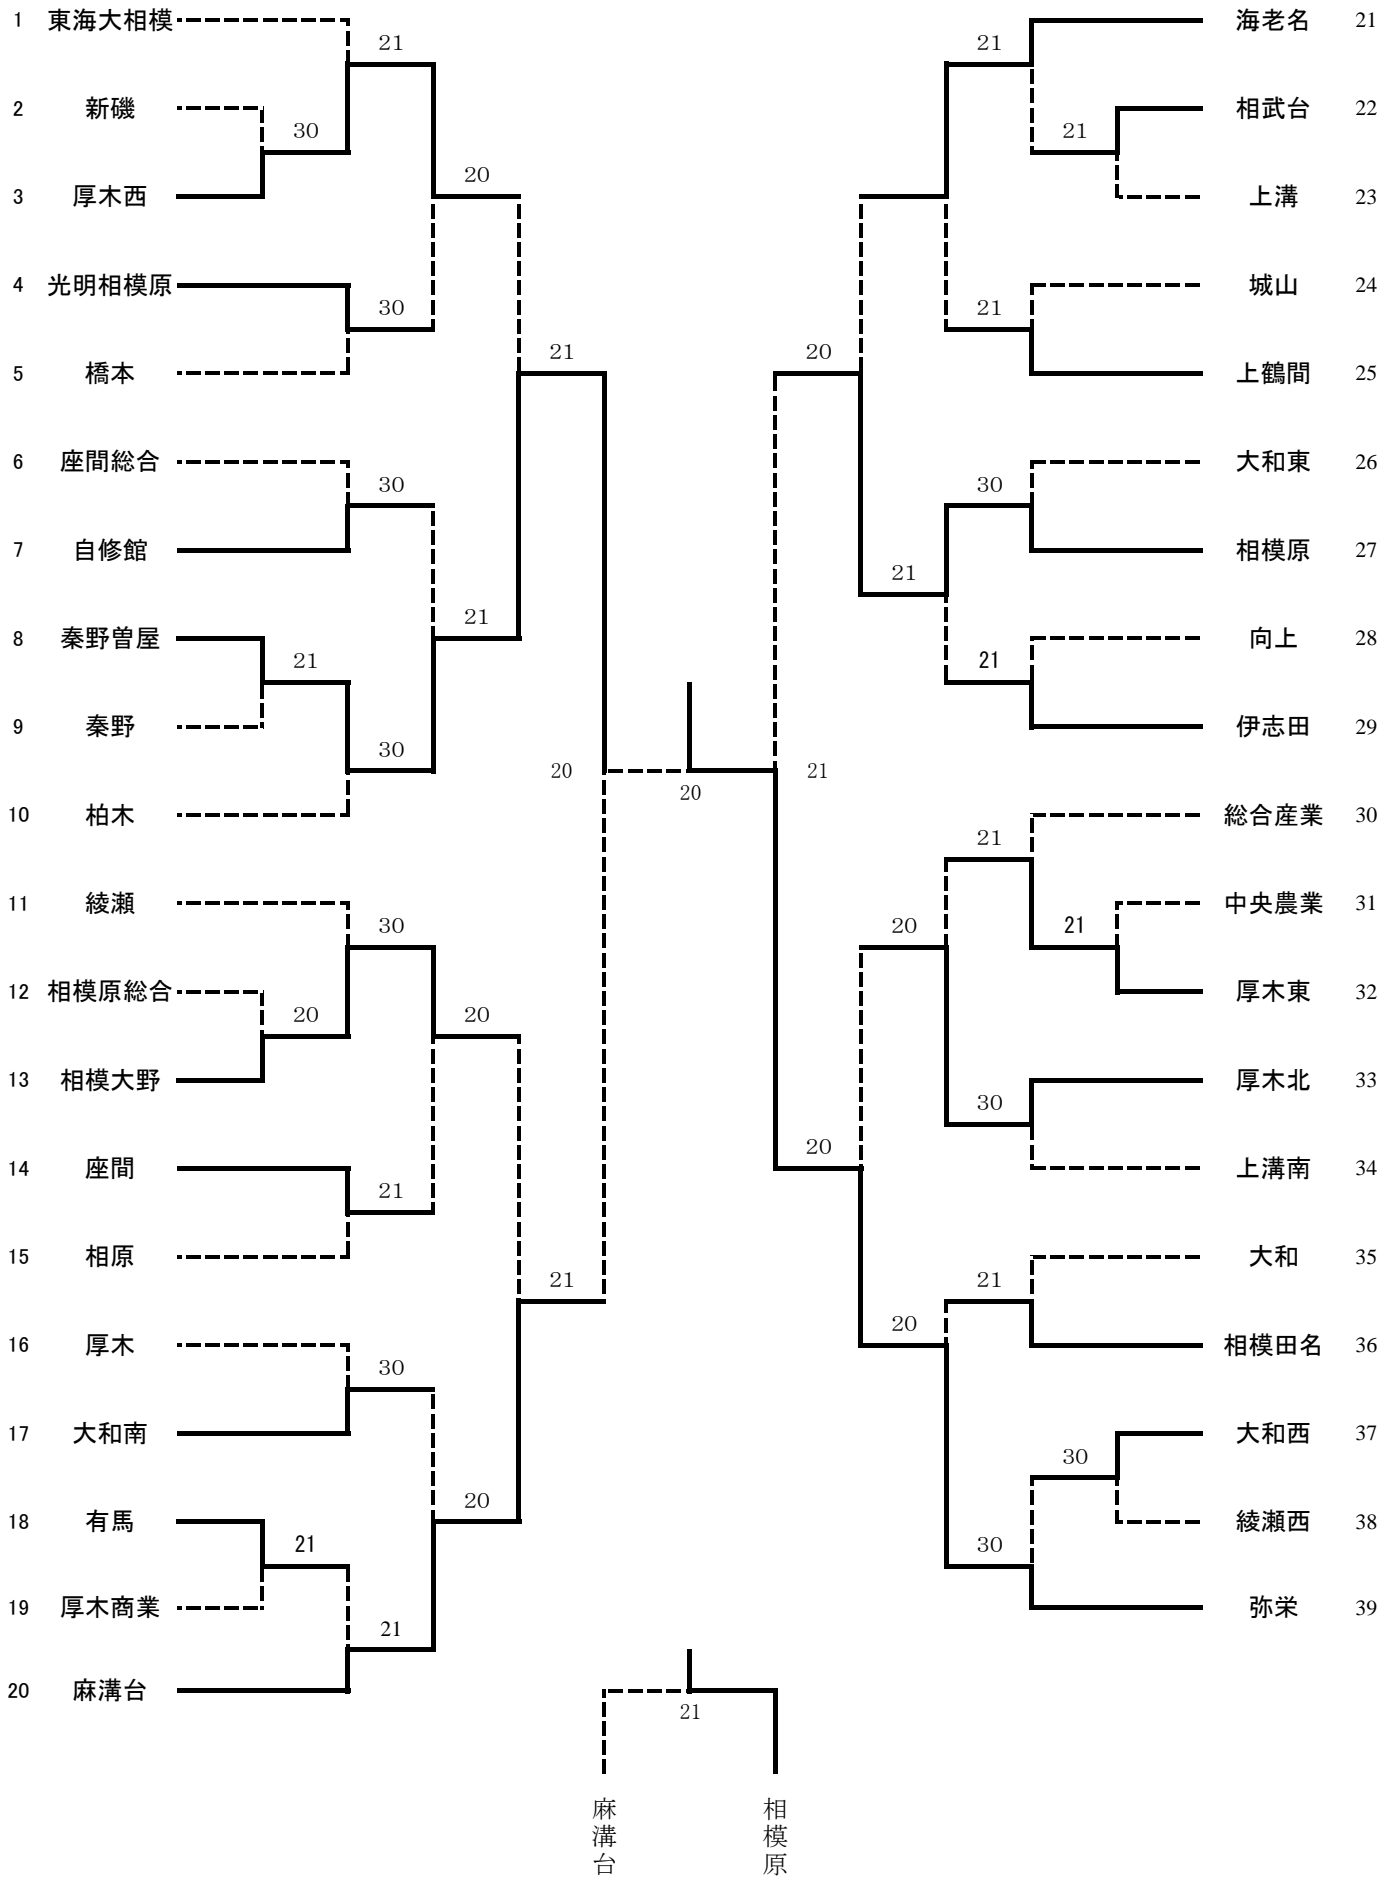 1 東海大相模
2 新磯
3 厚木西
4 光明相模原
5 橋本
6 座間総合
7 自修館
8 秦野曽屋
9 秦野
10 柏木
11 綾瀬
12 相模原総合
13 相模大野
14 座間
15 相原
16 厚木
17 大和南
18 有馬
19 厚木商業
20 麻溝台
30
21
20
21
30
30
21
21
30
20
30
20
20
21
21
30
20
21
21
20
21
麻溝台
相模原
20
21
21
21
21
30
21
21
20
20
21
21
30
20
21
30
30
海老名 21
相武台 22
上溝 23
城山 24
上鶴間 25
大和東 26
相模原 27
向上 28
伊志田 29
総合産業 30
中央農業 31
厚木東 32
厚木北 33
上溝南 34
大和 35
相模田名 36
大和西 37
綾瀬西 38
弥栄 39